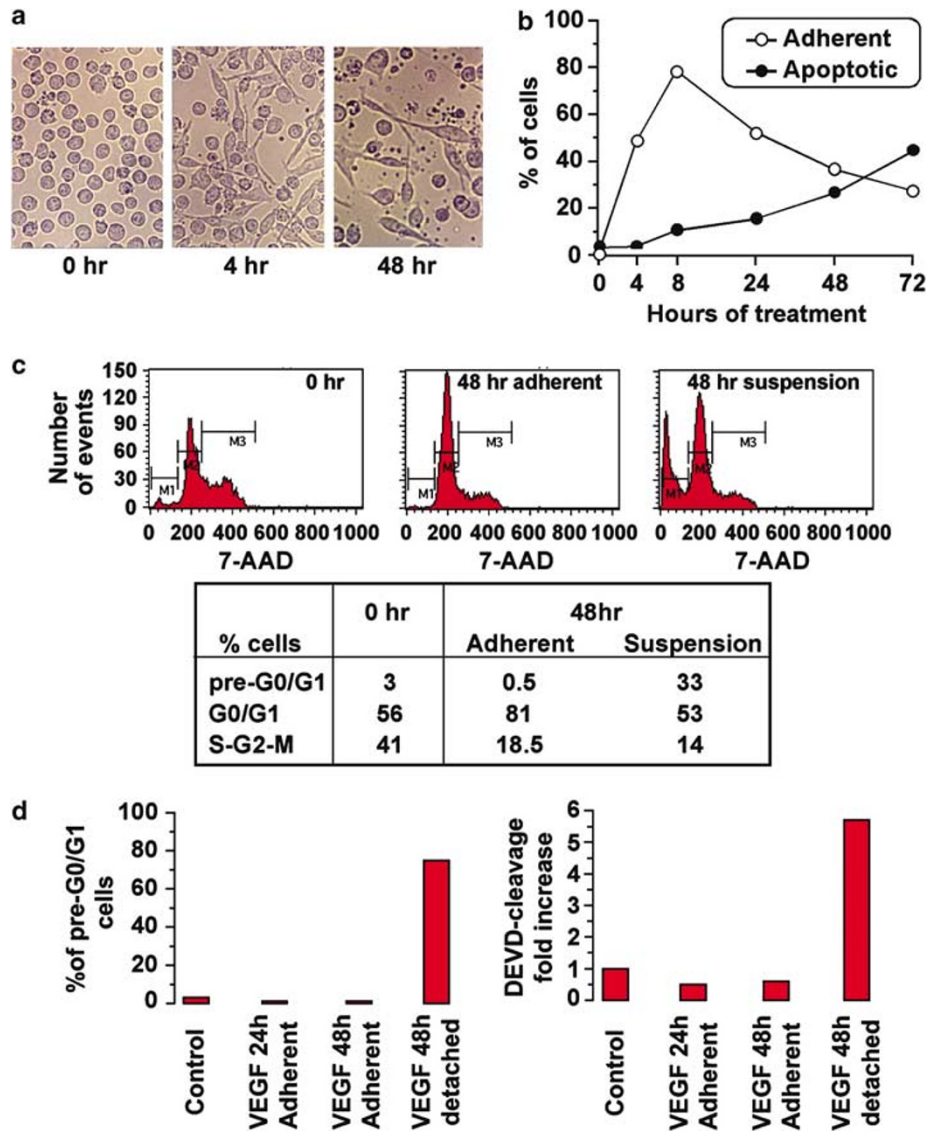 a
0 hr
4 hr
48 hr
b
% of cells
100
80
60
40
20
0
Adherent
Apoptotic
0 4 8 24 48 72
Hours of treatment
c
Number
of events
150
120
90
60
30
0
0 hr
M1
M2
M3
0 200 400 600 800 1000
7-AAD
48 hr adherent
M1
M2
M3
0 200 400 600 800 1000
7-AAD
48 hr suspension
M1
M2
M3
0 200 400 600 800 1000
7-AAD
0 hr 48hr
% cells Adherent Suspension
pre-G0/G1 3 0.5 33
G0/G1 56 81 53
S-G2-M 41 18.5 14
d
%of pre-G0/G1
cells
100
80
60
40
20
0
Control
VEGF 24h
Adherent
VEGF 48h
Adherent
VEGF 48h
detached
DEVD-cleavage
fold increase
6
5
4
3
2
1
0
Control
VEGF 24h
Adherent
VEGF 48h
Adherent
VEGF 48h
detached